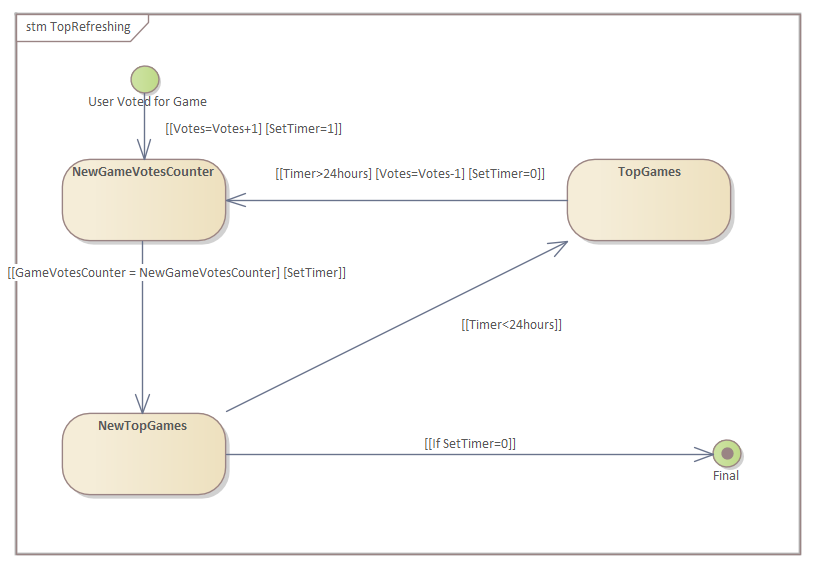 stm TopRefreshing
User Voted for Game
[[Votes=Votes+1] [SetTimer=1]]
NewGameVotesCounter
[[Timer>24hours] [Votes=Votes-1] [SetTimer=0]]
TopGames
[[GameVotesCounter = NewGameVotesCounter] [SetTimer]]
[[Timer<24hours]]
NewTopGames
[[If SetTimer=0]]
Final